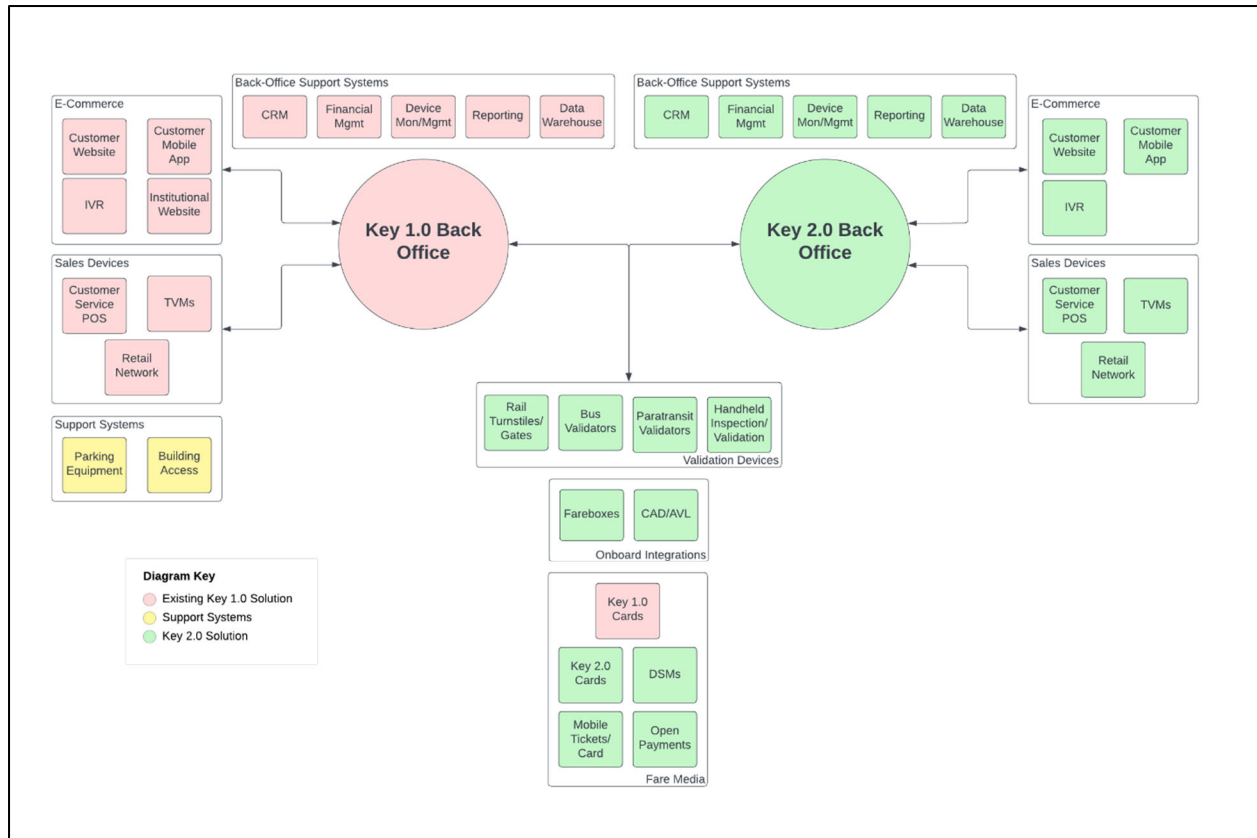 Back-Office Support Systems
CRM
Financial
Mgmt
Device
Mon/Mgmt
Reporting
Data
Warehouse
Back-Office Support Systems
CRM
Financial
Mgmt
Device
Mon/Mgmt
Reporting
Data
Warehouse
E-Commerce
Customer
Website
Customer
Mobile
App
IVR
Institutional
Website
Key 1.0 Back
Office
Key 2.0 Back
Office
E-Commerce
Customer
Website
Customer
Mobile
App
IVR
Sales Devices
Customer
Service
POS
TVMs
Retail
Network
Sales Devices
Customer
Service
POS
TVMs
Retail
Network
Support Systems
Parking
Equipment
Building
Access
Rail
Turnstiles/
Gates
Bus
Validators
Paratransit
Validators
Handheld
Inspection/
Validation
Validation Devices
Fareboxes
CAD/AVL
Onboard Integrations
Diagram Key
Existing Key 1.0 Solution
Support Systems
Key 2.0 Solution
Key 1.0
Cards
Key 2.0
Cards
DSMs
Mobile
Tickets/
Card
Open
Payments
Fare Media